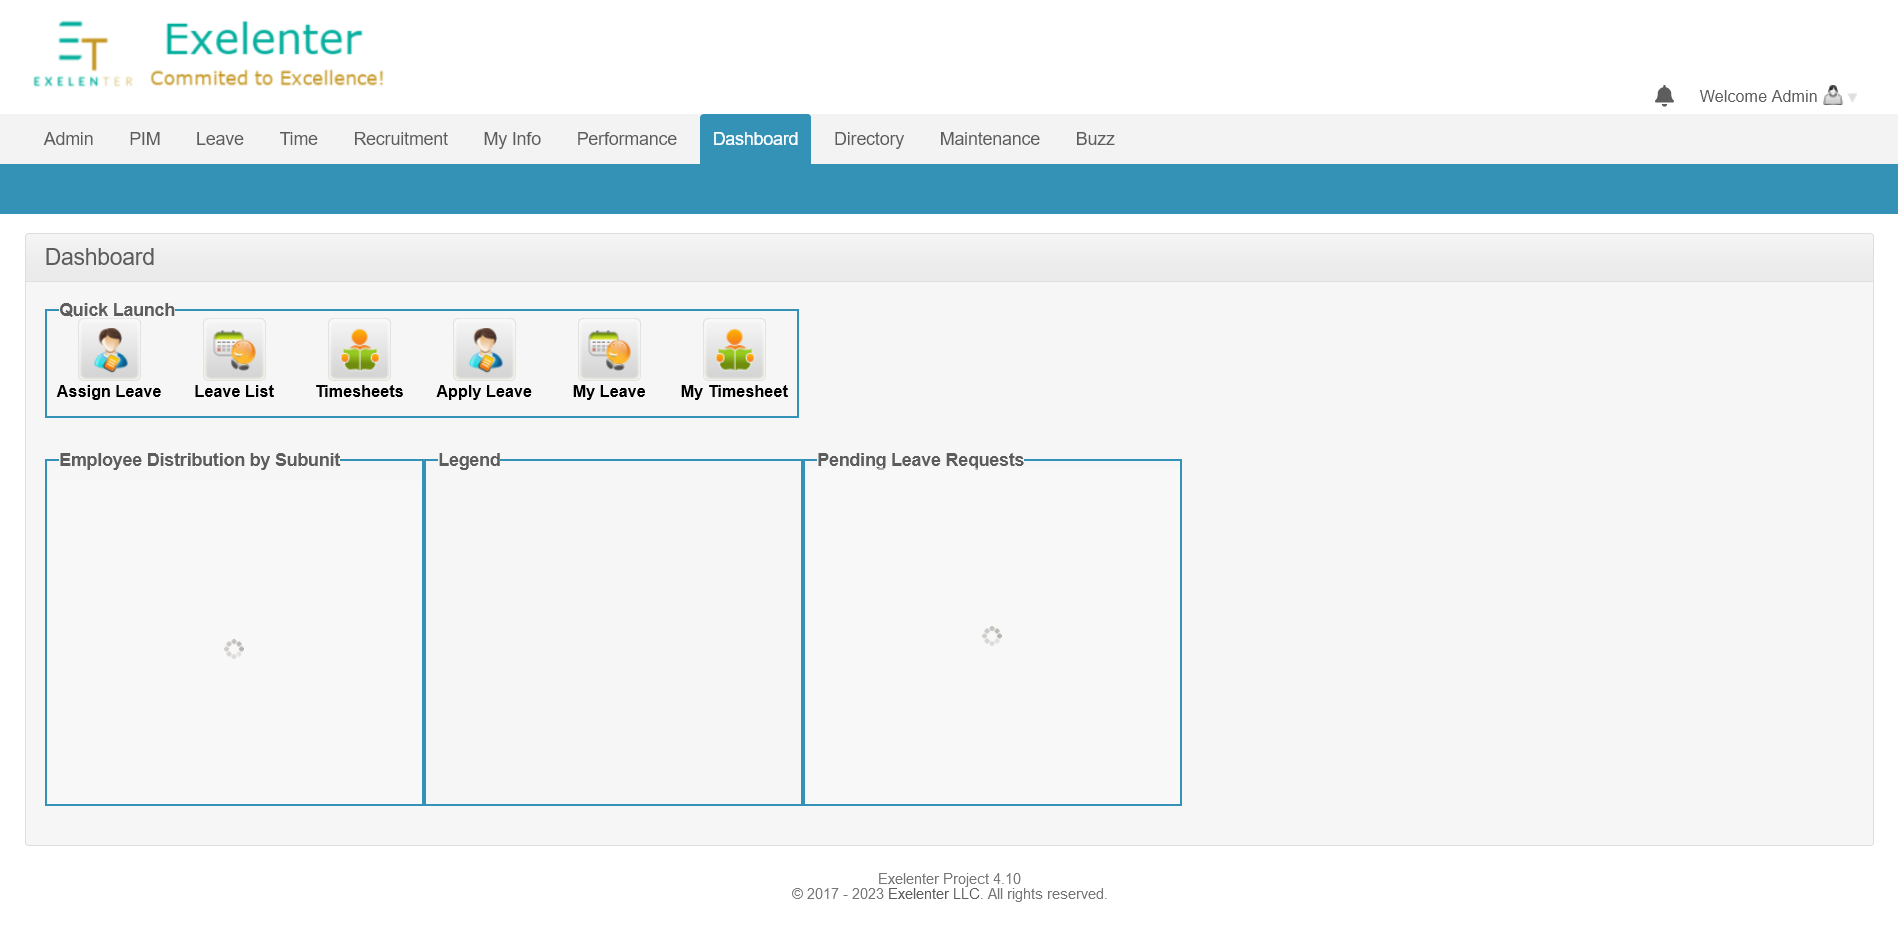 EXELENTER
Exelenter
Commited to Excellence!
Welcome Admin
Admin PIM Leave Time Recruitment My Info Performance Dashboard Directory Maintenance Buzz
Dashboard
Quick Launch
Assign Leave Leave List Timesheets Apply Leave My Leave My Timesheet
Employee Distribution by Subunit Legend Pending Leave Requests
Exelenter Project 4.10
© 2017 - 2023 Exelenter LLC. All rights reserved.